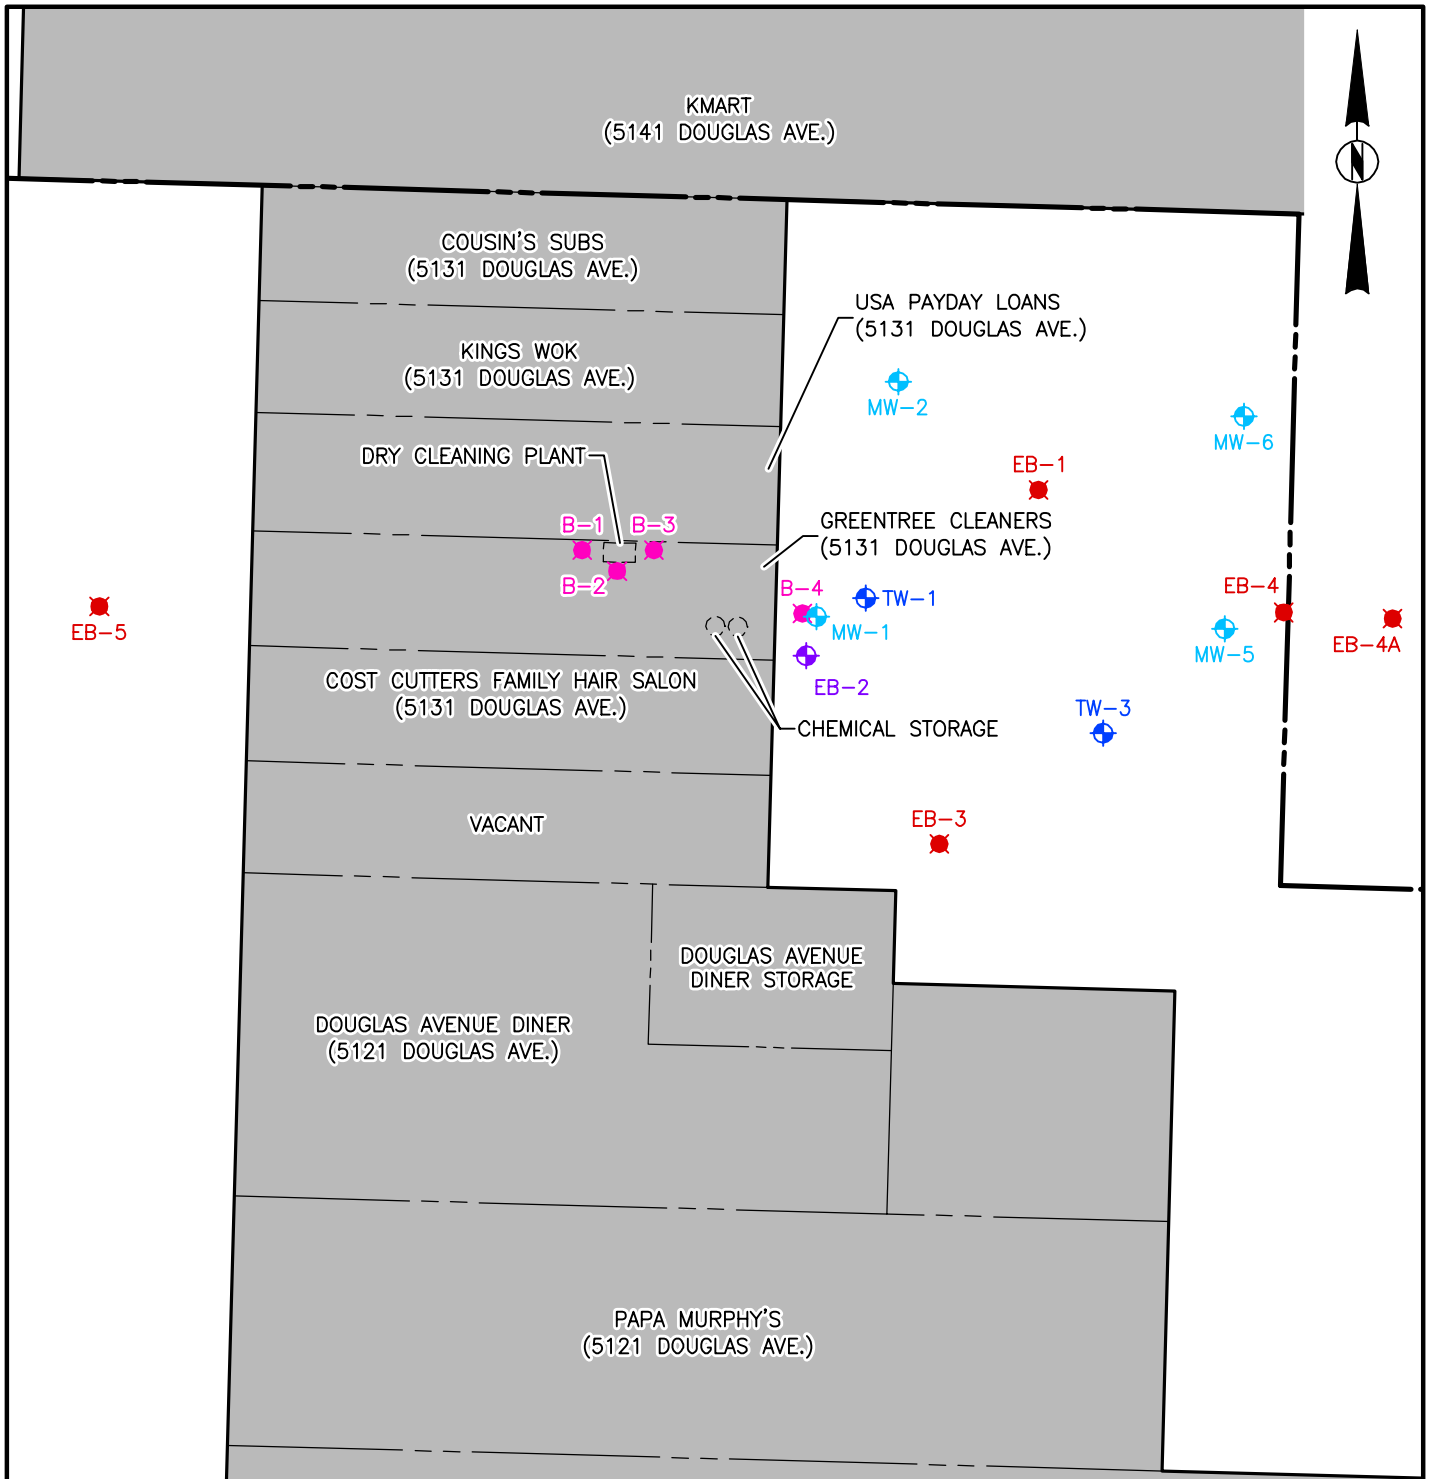 KMART
(5141 DOUGLAS AVE.)
COUSIN'S SUBS
(5131 DOUGLAS AVE.)
USA PAYDAY LOANS
(5131 DOUGLAS AVE.)
KINGS WOK
(5131 DOUGLAS AVE.)
MW-2
MW-6
DRY CLEANING PLANT
EB-1
B-1
B-3
GREENTREE CLEANERS
(5131 DOUGLAS AVE.)
B-2
B-4
TW-1
EB-4
EB-5
MW-1
EB-4A
MW-5
COST CUTTERS FAMILY HAIR SALON
(5131 DOUGLAS AVE.)
EB-2
TW-3
CHEMICAL STORAGE
VACANT
EB-3
DOUGLAS AVENUE
DINER STORAGE
DOUGLAS AVENUE DINER
(5121 DOUGLAS AVE.)
PAPA MURPHY'S
(5121 DOUGLAS AVE.)
N